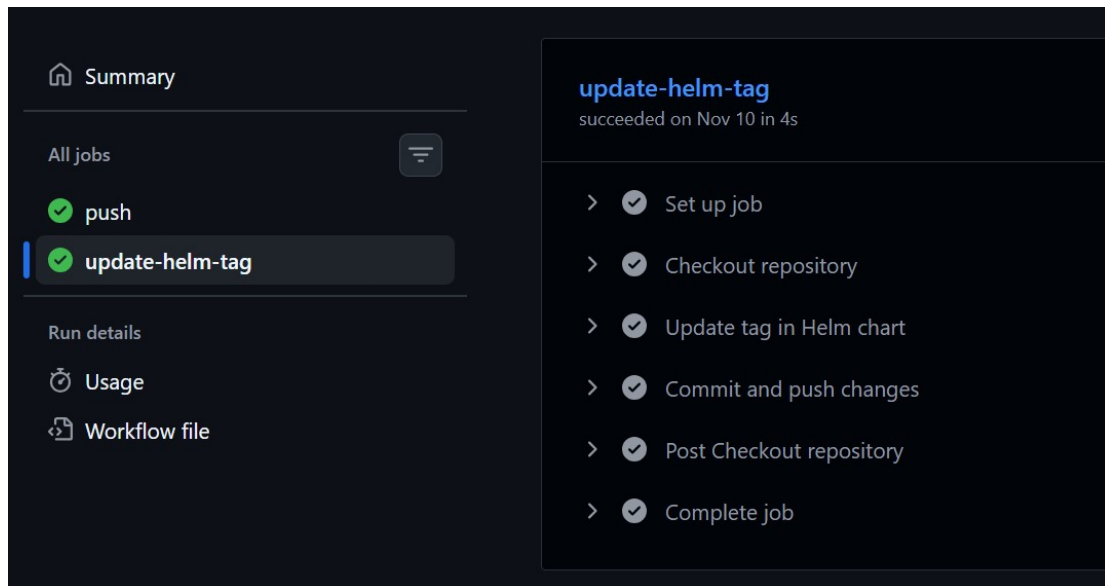 Summary
All jobs
push
update-helm-tag
Run details
Usage
Workflow file
update-helm-tag
succeeded on Nov 10 in 4s
Set up job
Checkout repository
Update tag in Helm chart
Commit and push changes
Post Checkout repository
Complete job